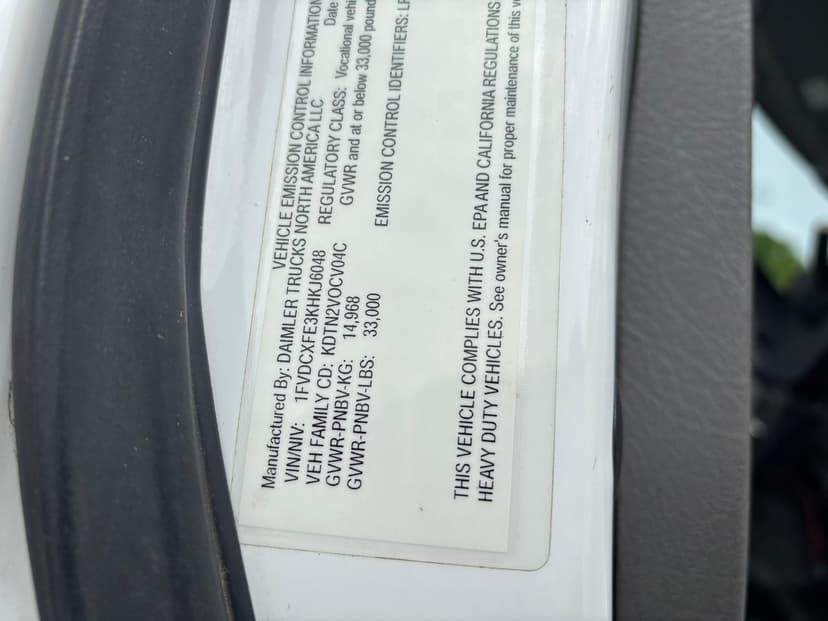 VEHICLE EMISSION CONTROL INFORMATION
Manufactured By: DAIMLER TRUCKS NORTH AMERICA LLC Date
VIN/NIV: 1FVDCXFE3KHKJ6048
VEH FAMILY CD: KDTN2VOCV04C REGULATORY CLASS: Vocational
GVWR-PNBV-KG: 14,968 GVWR and at or below 33,000
GVWR-PNBV-LBS: 33,000
EMISSION CONTROL IDENTIFIERS:
THIS VEHICLE COMPLIES WITH U.S. EPA AND CALIFORNIA REGULATIONS
HEAVY DUTY VEHICLES. See owner's manual for proper maintenance of this